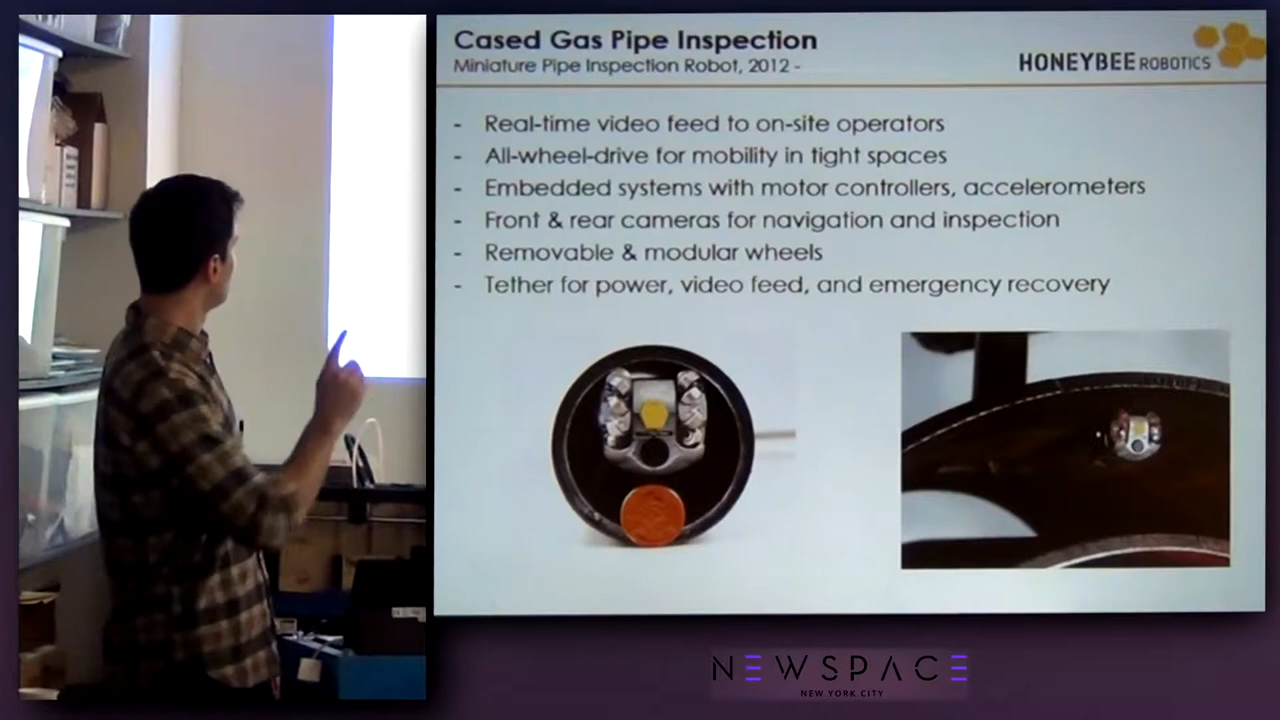 Cased Gas Pipe Inspection
Miniature Pipe Inspection Robot, 2012 -
HONEYBEE ROBOTICS
- Real-time video feed to on-site operators
- All-wheel-drive for mobility in tight spaces
- Embedded systems with motor controllers, accelerometers
- Front & rear cameras for navigation and inspection
- Removable & modular wheels
- Tether for power, video feed, and emergency recovery
NEWSPACE
NEW YORK CITY